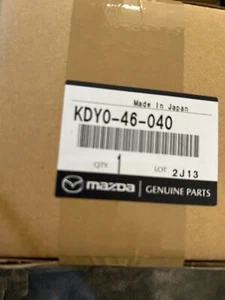 Made In Japan
KDY0-46-040
QTY 1 LOT 2J13
mazda GENUINE PARTS